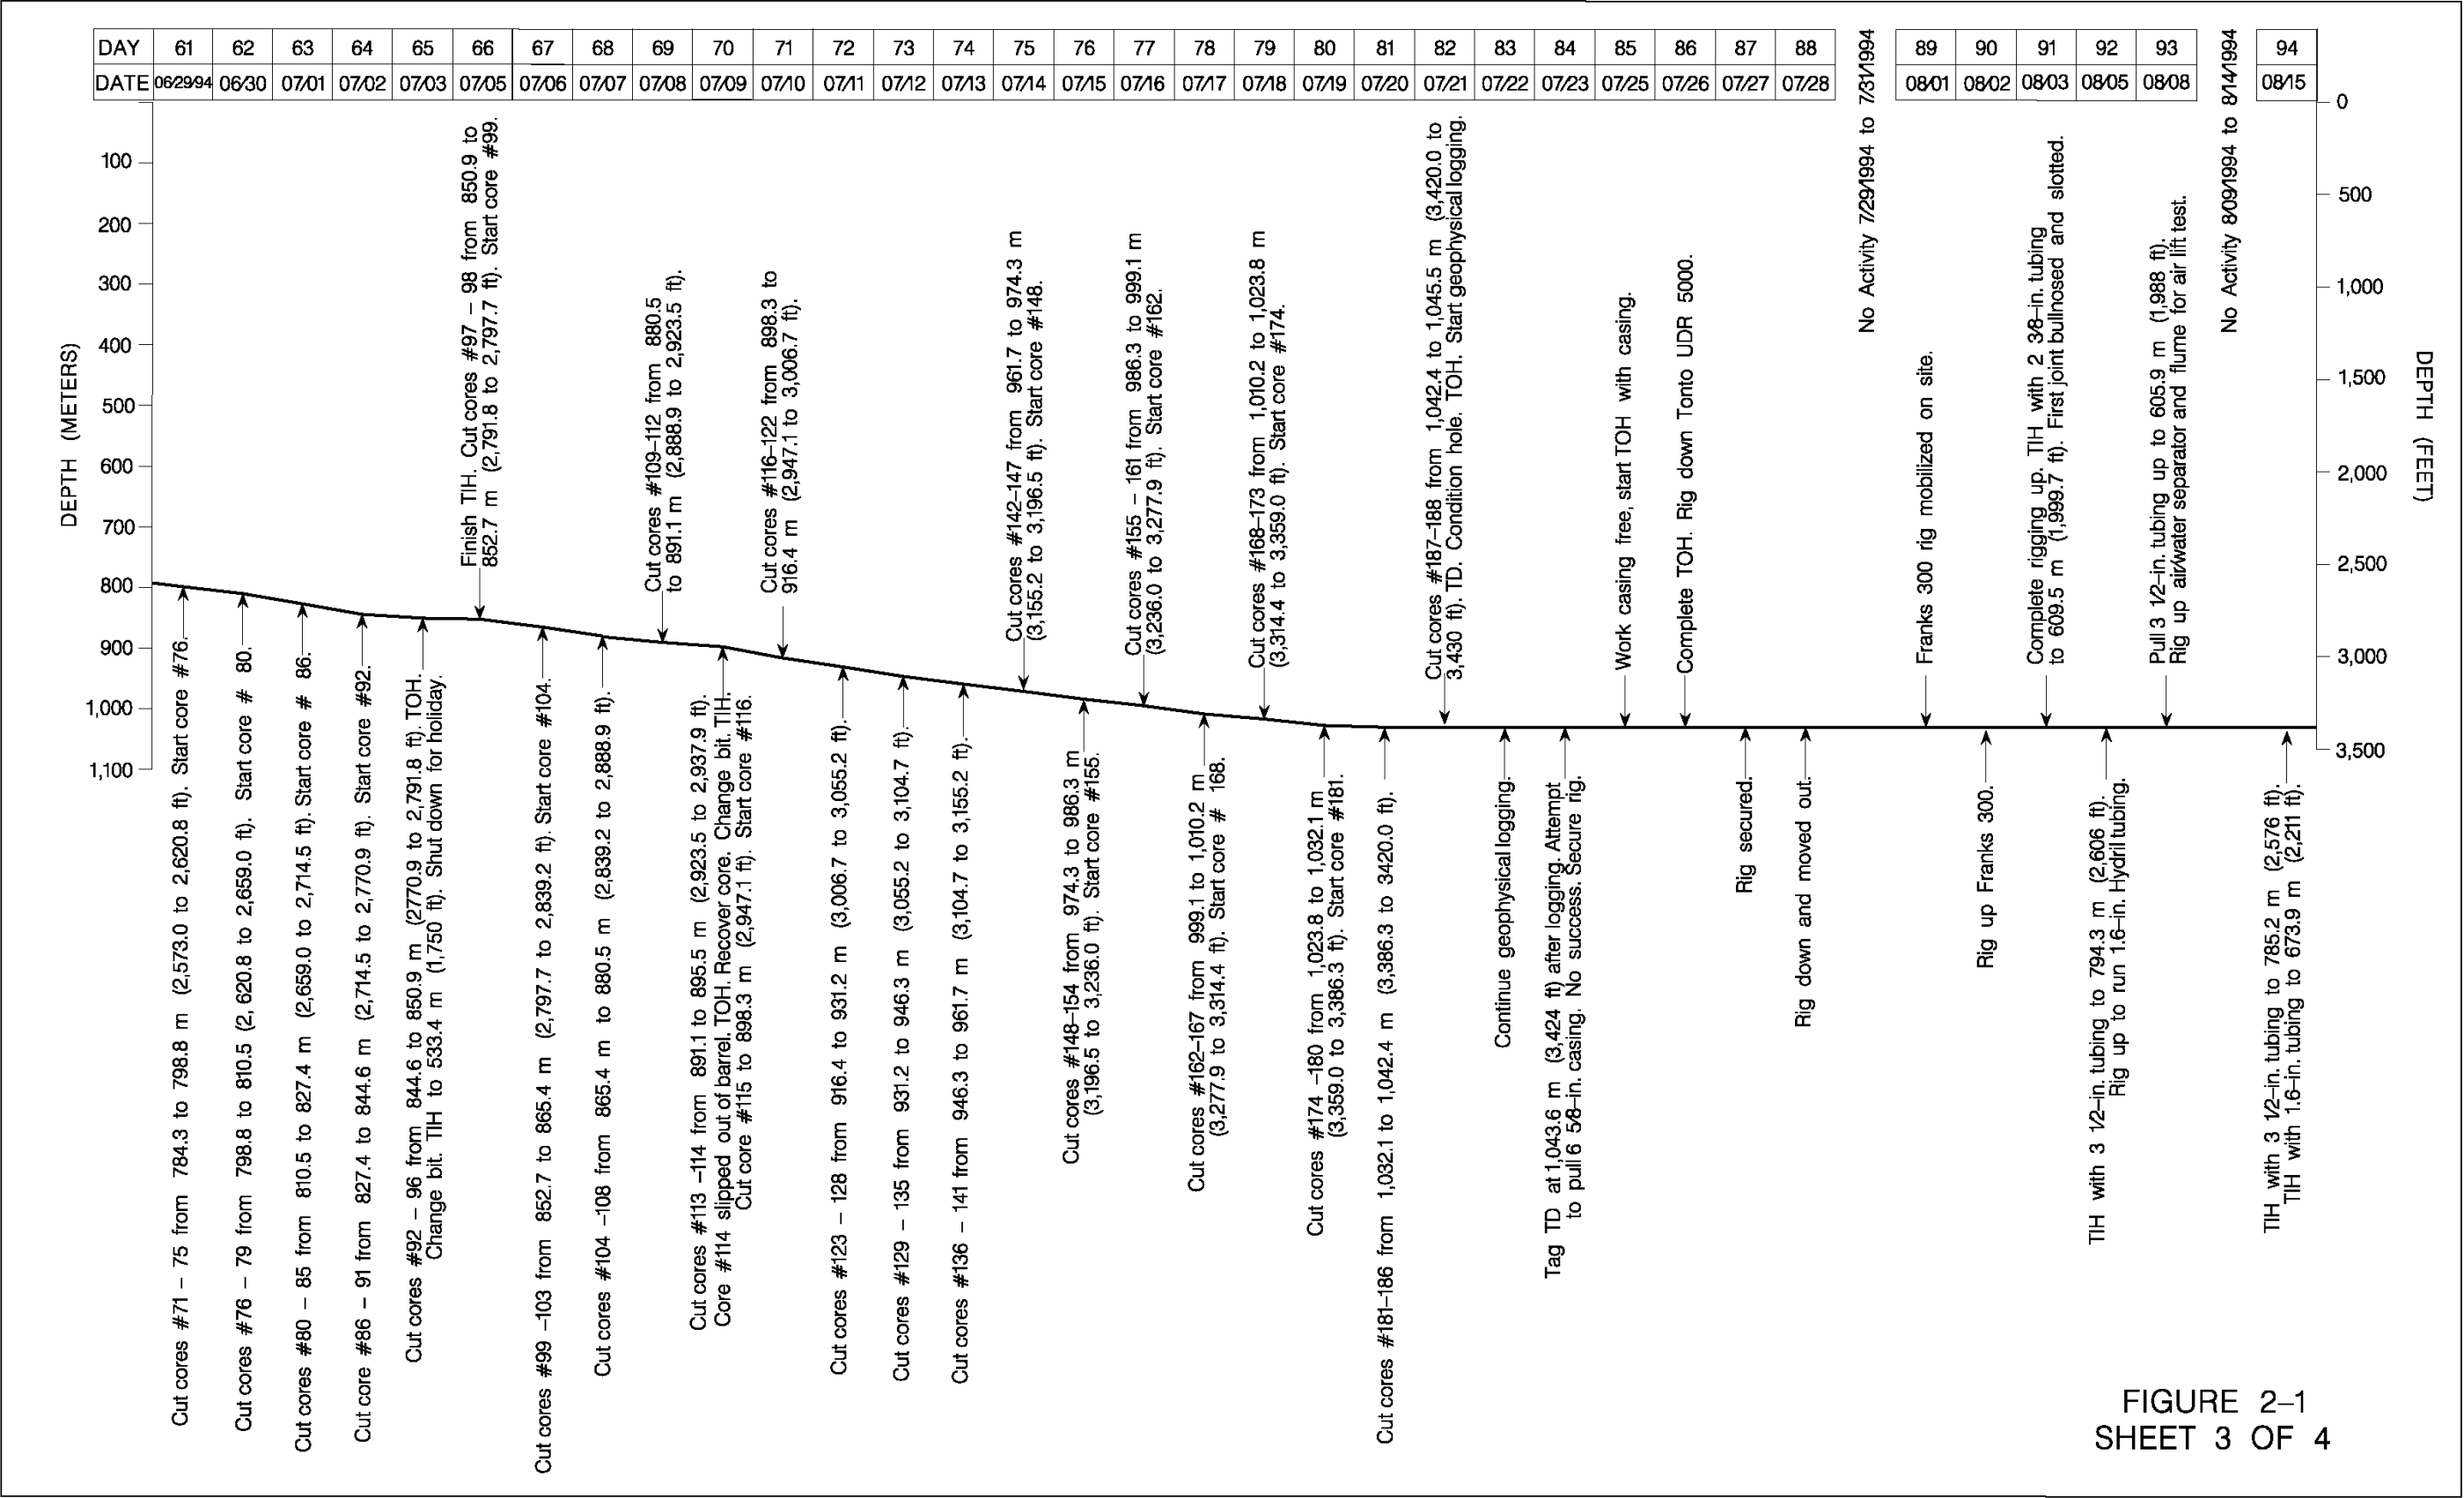 DAY 61 62 63 64 65 66 67 68 69 70 71 72 73 74 75 76 77 78 79 80 81 82 83 84 85 86 87 88 89 90 91 92 93 94
DATE 06/29/94 06/30 07/01 07/02 07/03 07/05 07/06 07/07 07/08 07/09 07/10 07/11 07/12 07/13 07/14 07/15 07/16 07/17 07/18 07/19 07/20 07/21 07/22 07/23 07/25 07/26 07/27 07/28 08/01 08/02 08/03 08/05 08/08 08/15
DEPTH (METERS)
100
200
300
400
500
600
700
800
900
1,000
1,100
Cut cores #71 – 75 from 784.3 to 798.8 m (2,573.0 to 2,620.8 ft). Start core #76.
Cut cores #76 – 79 from 798.8 to 810.5 (2, 620.8 to 2,659.0 ft). Start core # 80.
Cut cores #80 – 85 from 810.5 to 827.4 m (2,659.0 to 2,714.5 ft). Start core # 86.
Cut core #86 – 91 from 827.4 to 844.6 m (2,714.5 to 2,770.9 ft). Start core #92.
Cut cores #92 – 96 from 844.6 to 850.9 m (2770.9 to 2,791.8 ft). TOH.
Change bit. TIH to 533.4 m (1,750 ft). Shut down for holiday.
Finish TIH. Cut cores #97 – 98 from 850.9 to
852.7 m (2,791.8 to 2,797.7 ft). Start core #99.
Cut cores #99 –103 from 852.7 to 865.4 m (2,797.7 to 2,839.2 ft). Start core #104.
Cut cores #104 –108 from 865.4 m to 880.5 m (2,839.2 to 2,888.9 ft).
Cut cores #109–112 from 880.5
to 891.1 m (2,888.9 to 2,923.5 ft).
Cut cores #113 –114 from 891.1 to 895.5 m (2,923.5 to 2,937.9 ft).
Core #114 slipped out of barrel. TOH. Recover core. Change bit. TIH.
Cut core #115 to 898.3 m (2,947.1 ft). Start core #116.
Cut cores #116–122 from 898.3 to
916.4 m (2,947.1 to 3,006.7 ft).
Cut cores #123 – 128 from 916.4 to 931.2 m (3,006.7 to 3,055.2 ft).
Cut cores #129 – 135 from 931.2 to 946.3 m (3,055.2 to 3,104.7 ft).
Cut cores #136 – 141 from 946.3 to 961.7 m (3,104.7 to 3,155.2 ft).
Cut cores #142–147 from 961.7 to 974.3 m
(3,155.2 to 3,196.5 ft). Start core #148.
Cut cores #148–154 from 974.3 to 986.3 m
(3,196.5 to 3,236.0 ft). Start core #155.
Cut cores #155 – 161 from 986.3 to 999.1 m
(3,236.0 to 3,277.9 ft). Start core #162.
Cut cores #162–167 from 999.1 to 1,010.2 m
(3,277.9 to 3,314.4 ft). Start core # 168.
Cut cores #168–173 from 1,010.2 to 1,023.8 m
(3,314.4 to 3,359.0 ft). Start core #174.
Cut cores #174 –180 from 1,023.8 to 1,032.1 m
(3,359.0 to 3,386.3 ft). Start core #181.
Cut cores #181–186 from 1,032.1 to 1,042.4 m (3,386.3 to 3420.0 ft).
Cut cores #187–188 from 1,042.4 to 1,045.5 m (3,420.0 to
3,430 ft). TD. Condition hole. TOH. Start geophysical logging.
Continue geophysical logging.
Tag TD at 1,043.6 m (3,424 ft) after logging. Attempt
to pull 6 5/8–in. casing. No success. Secure rig.
Work casing free, start TOH with casing.
Complete TOH. Rig down Tonto UDR 5000.
Rig secured.
Rig down and moved out.
No Activity 7/29/1994 to 7/31/1994
Franks 300 rig mobilized on site.
Rig up Franks 300.
Complete rigging up. TIH with 2 3/8–in. tubing
to 609.5 m (1,999.7 ft). First joint bullnosed and slotted.
TIH with 3 1/2–in. tubing to 794.3 m (2,606 ft).
Rig up to run 1.6–in. Hydril tubing.
Pull 3 1/2–in. tubing up to 605.9 m (1,988 ft).
Rig up air/water separator and flume for air lift test.
No Activity 8/09/1994 to 8/14/1994
TIH with 3 1/2–in. tubing to 785.2 m (2,576 ft).
TIH with 1.6–in. tubing to 673.9 m (2,211 ft).
0
500
1,000
1,500
2,000
2,500
3,000
3,500
DEPTH (FEET)
FIGURE 2–1
SHEET 3 OF 4